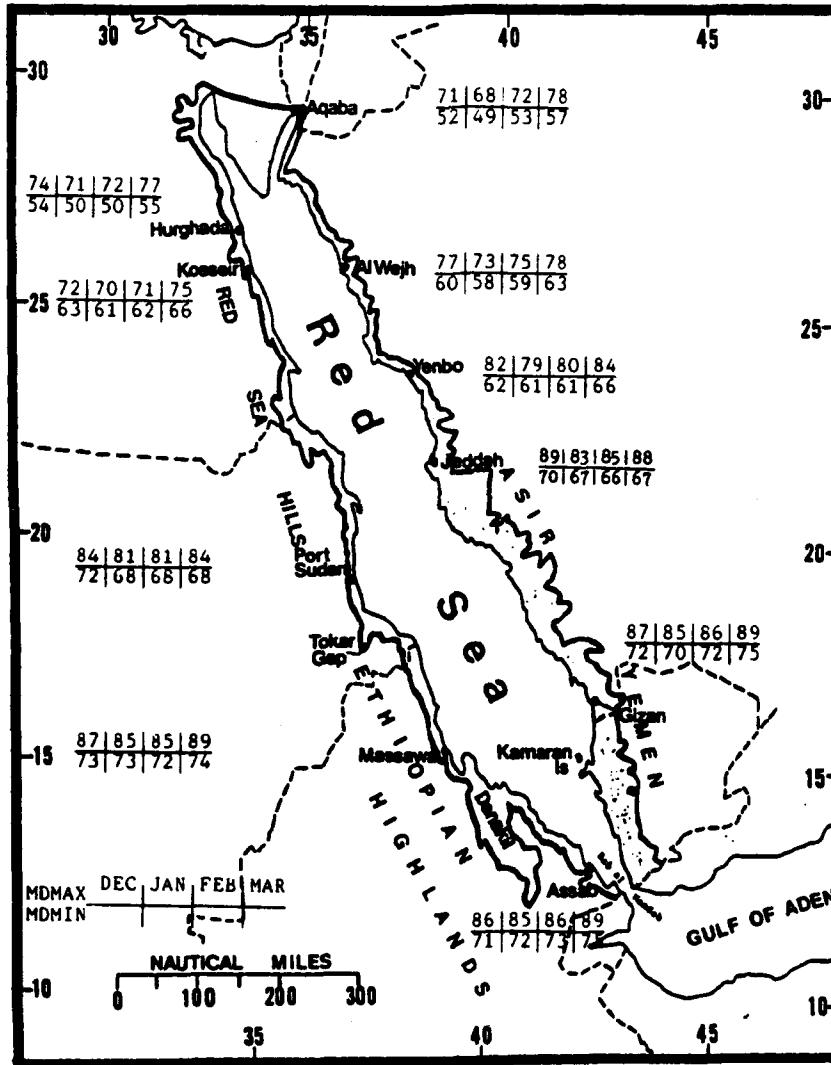 30 35 40 45
30
30
Aqaba
71 68 72 78
52 49 53 57
74 71 72 77
54 50 50 55
Hurghada
Kosseir
72 70 71 75
63 61 62 66
Al Wejh
77 73 75 78
60 58 59 63
25
25
RED
SEA
HILLS
Red
Sea
Yenbo
82 79 80 84
62 61 61 66
Jeddah
89 83 85 88
70 67 66 67
ASIR
20
20
84 81 81 84
72 68 68 68
Port
Sudan
Tokar
Gap
87 85 86 89
72 70 72 75
YEMEN
Gizan
Kamaran
Is
87 85 85 89
73 73 72 74
15
15
Massawa
ETHIOPIAN
HIGHLANDS
Danakil
Assab
GULF OF ADEN
MDMAX
MDMIN
DEC JAN FEB MAR
86 85 86 89
71 72 73
NAUTICAL MILES
0 100 200 300
10
10
35 40 45